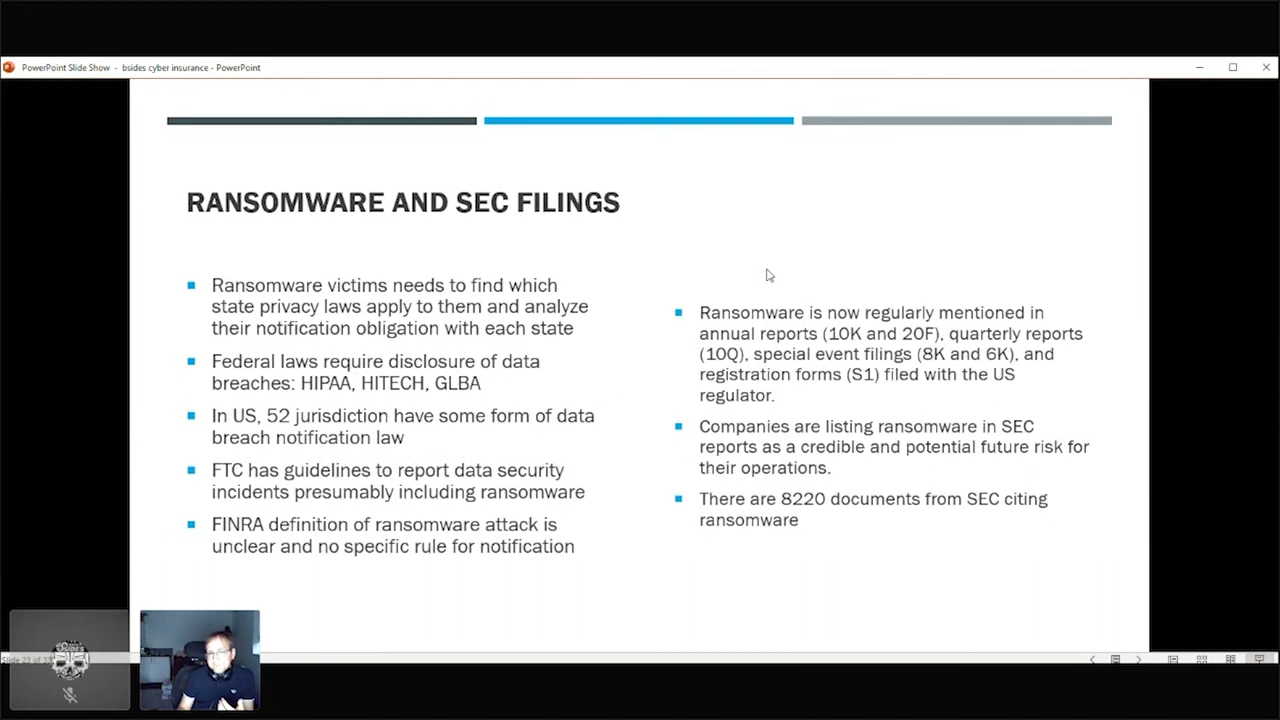 PowerPoint Slide Show - bsides cyber insurance - PowerPoint
RANSOMWARE AND SEC FILINGS
Ransomware victims needs to find which
state privacy laws apply to them and analyze
their notification obligation with each state
Federal laws require disclosure of data
breaches: HIPAA, HITECH, GLBA
In US, 52 jurisdiction have some form of data
breach notification law
FTC has guidelines to report data security
incidents presumably including ransomware
FINRA definition of ransomware attack is
unclear and no specific rule for notification
Ransomware is now regularly mentioned in
annual reports (10K and 20F), quarterly reports
(10Q), special event filings (8K and 6K), and
registration forms (S1) filed with the US
regulator.
Companies are listing ransomware in SEC
reports as a credible and potential future risk for
their operations.
There are 8220 documents from SEC citing
ransomware
Slide 23 of